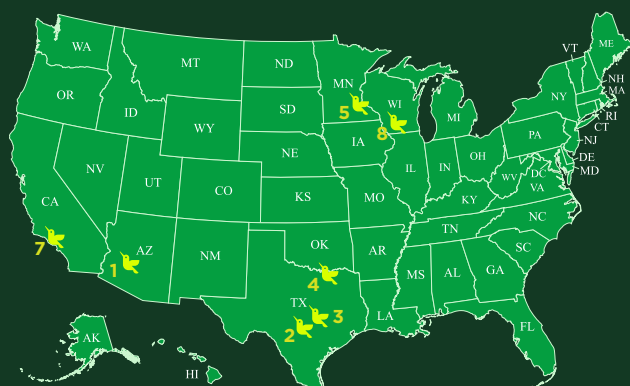 WA
MT
ND
MN
WI
MI
ME
VT
NH
MA
RI
CT
NY
NJ
PA
DE
MD
DC
OR
ID
WY
SD
5
8
IA
NE
NV
UT
CO
KS
MO
IL
IN
OH
WV
VA
KY
CA
7
AZ
1
NM
OK
4
AR
TN
NC
SC
MS
AL
GA
TX
3
2
LA
FL
AK
HI